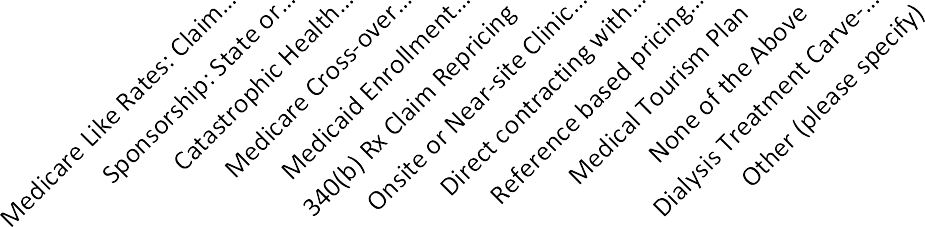 Medicare Like Rates: Claim...
Sponsorship: State or...
Catastrophic Health...
Medicare Cross-over...
Medicaid Enrollment...
340(b) Rx Claim Repricing
Onsite or Near-site Clinic...
Direct contracting with...
Reference based pricing...
Medical Tourism Plan
None of the Above
Dialysis Treatment Carve-...
Other (please specify)